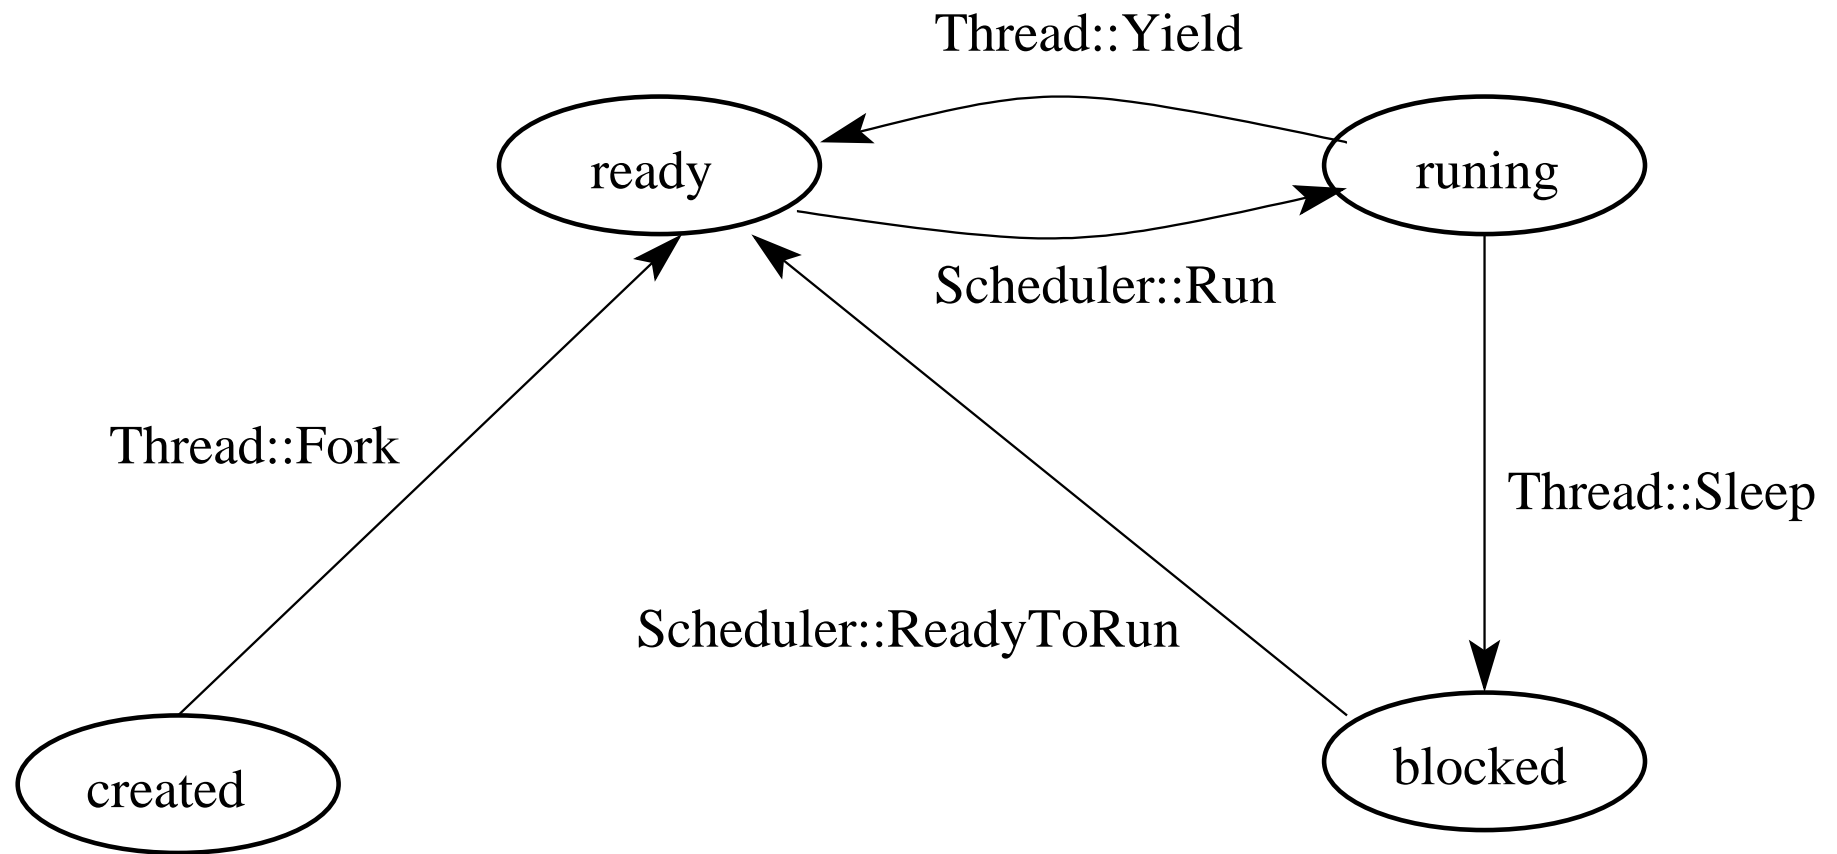 Thread::Yield
ready
runing
Scheduler::Run
Thread::Fork
Thread::Sleep
Scheduler::ReadyToRun
blocked
created